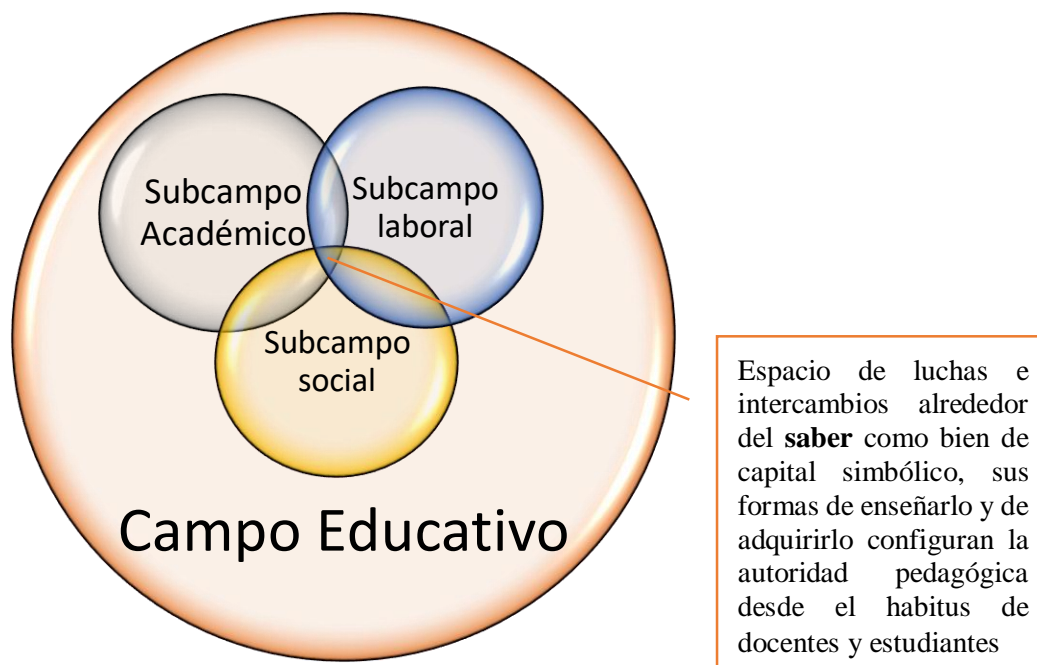 Subcampo
Académico
Subcampo
laboral
Subcampo
social
Campo Educativo
Espacio de luchas e
intercambios alrededor
del saber como bien de
capital simbólico, sus
formas de enseñarlo y de
adquirirlo configuran la
autoridad pedagógica
desde el habitus de
docentes y estudiantes